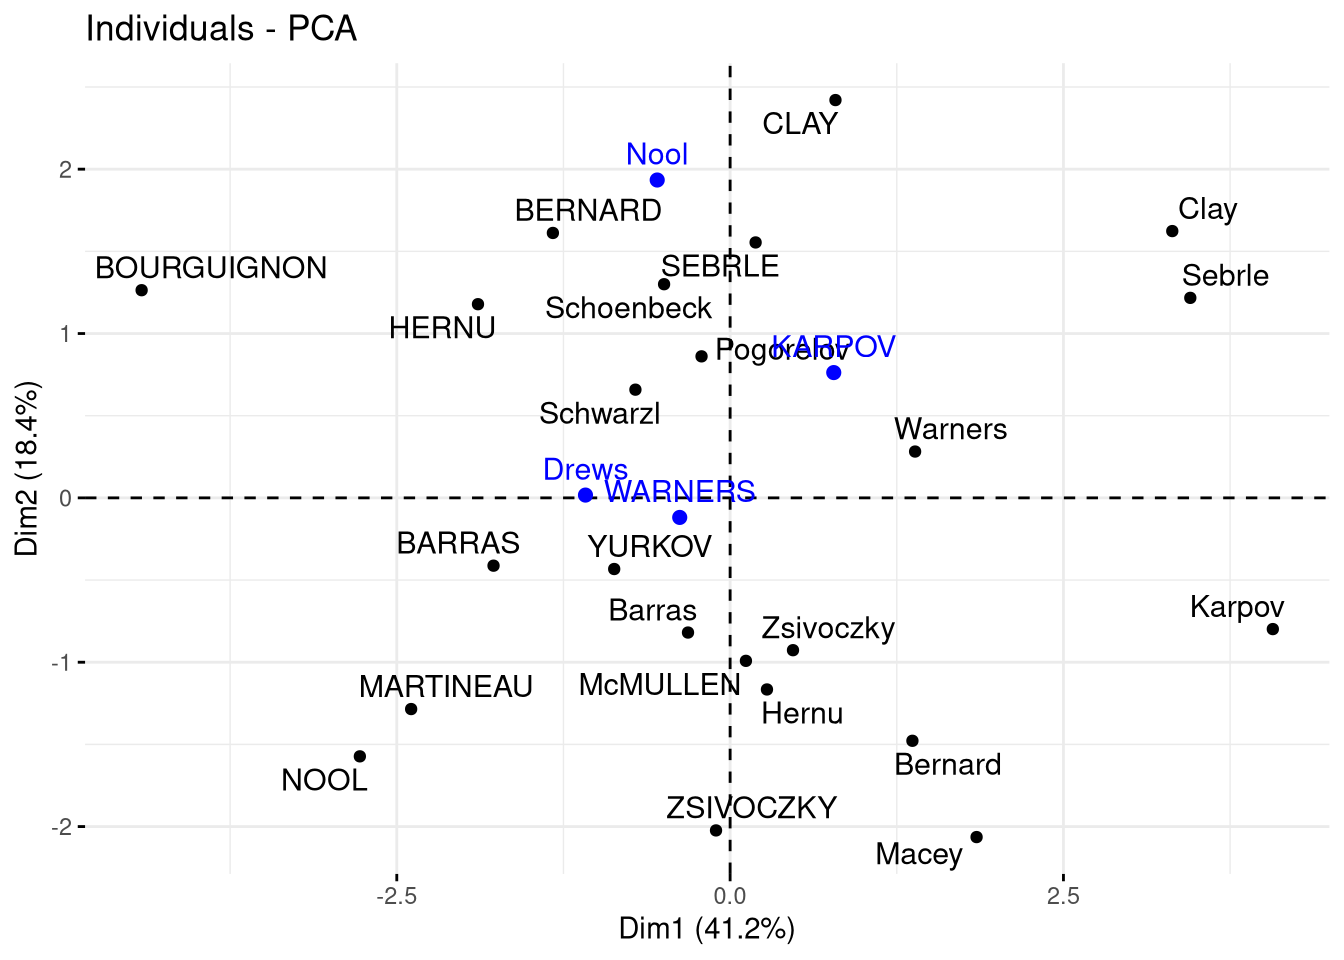 Individuals - PCA
CLAY
Nool
BERNARD
Clay
BOURGUIGNON
SEBRLE
Sebrle
Schoenbeck
HERNU
Pogorelov
KARPOV
Schwarzl
Warners
Drews
WARNERS
BARRAS
YURKOV
Barras
Karpov
Zsivoczky
MARTINEAU
McMULLEN
Hernu
Bernard
NOOL
ZSIVOCZKY
Macey
2
1
0
-1
-2
Dim2 (18.4%)
-2.5
0.0
2.5
Dim1 (41.2%)